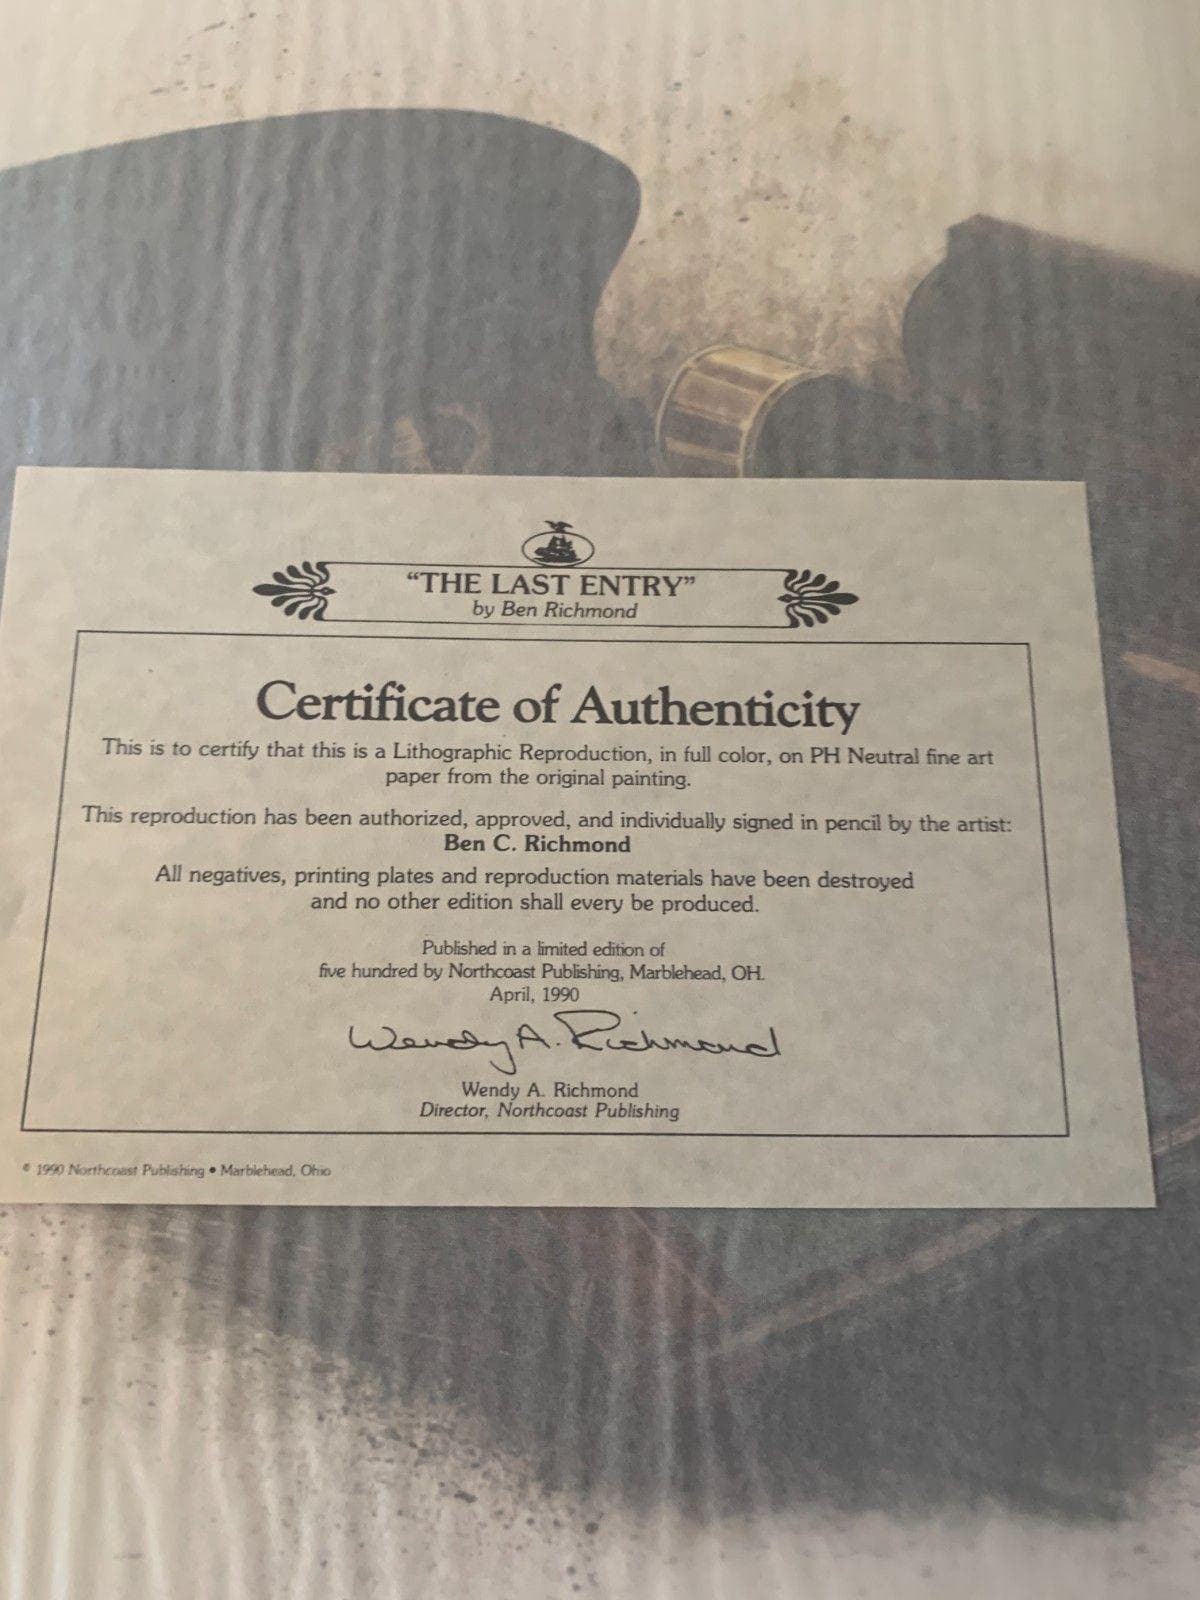 “THE LAST ENTRY”
by Ben Richmond
Certificate of Authenticity
This is to certify that this is a Lithographic Reproduction, in full color, on PH Neutral fine art
paper from the original painting.
This reproduction has been authorized, approved, and individually signed in pencil by the artist:
Ben C. Richmond
All negatives, printing plates and reproduction materials have been destroyed
and no other edition shall every be produced.
Published in a limited edition of
five hundred by Northcoast Publishing, Marblehead, OH.
April, 1990
Wendy A. Richmond
Wendy A. Richmond
Director, Northcoast Publishing
© 1990 Northcoast Publishing • Marblehead, Ohio